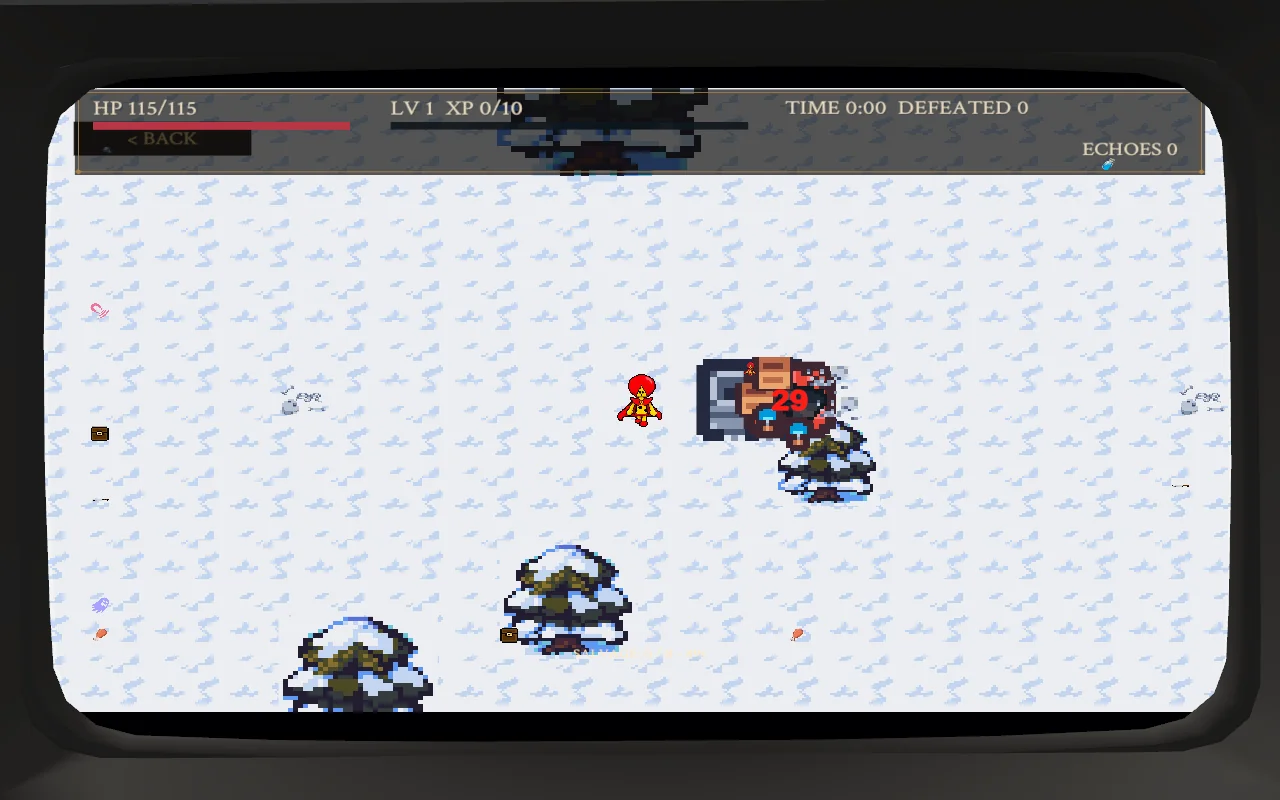 HP 115/115
LV 1 XP 0/10
TIME 0:00 DEFEATED 0
< BACK
ECHOES 0
29